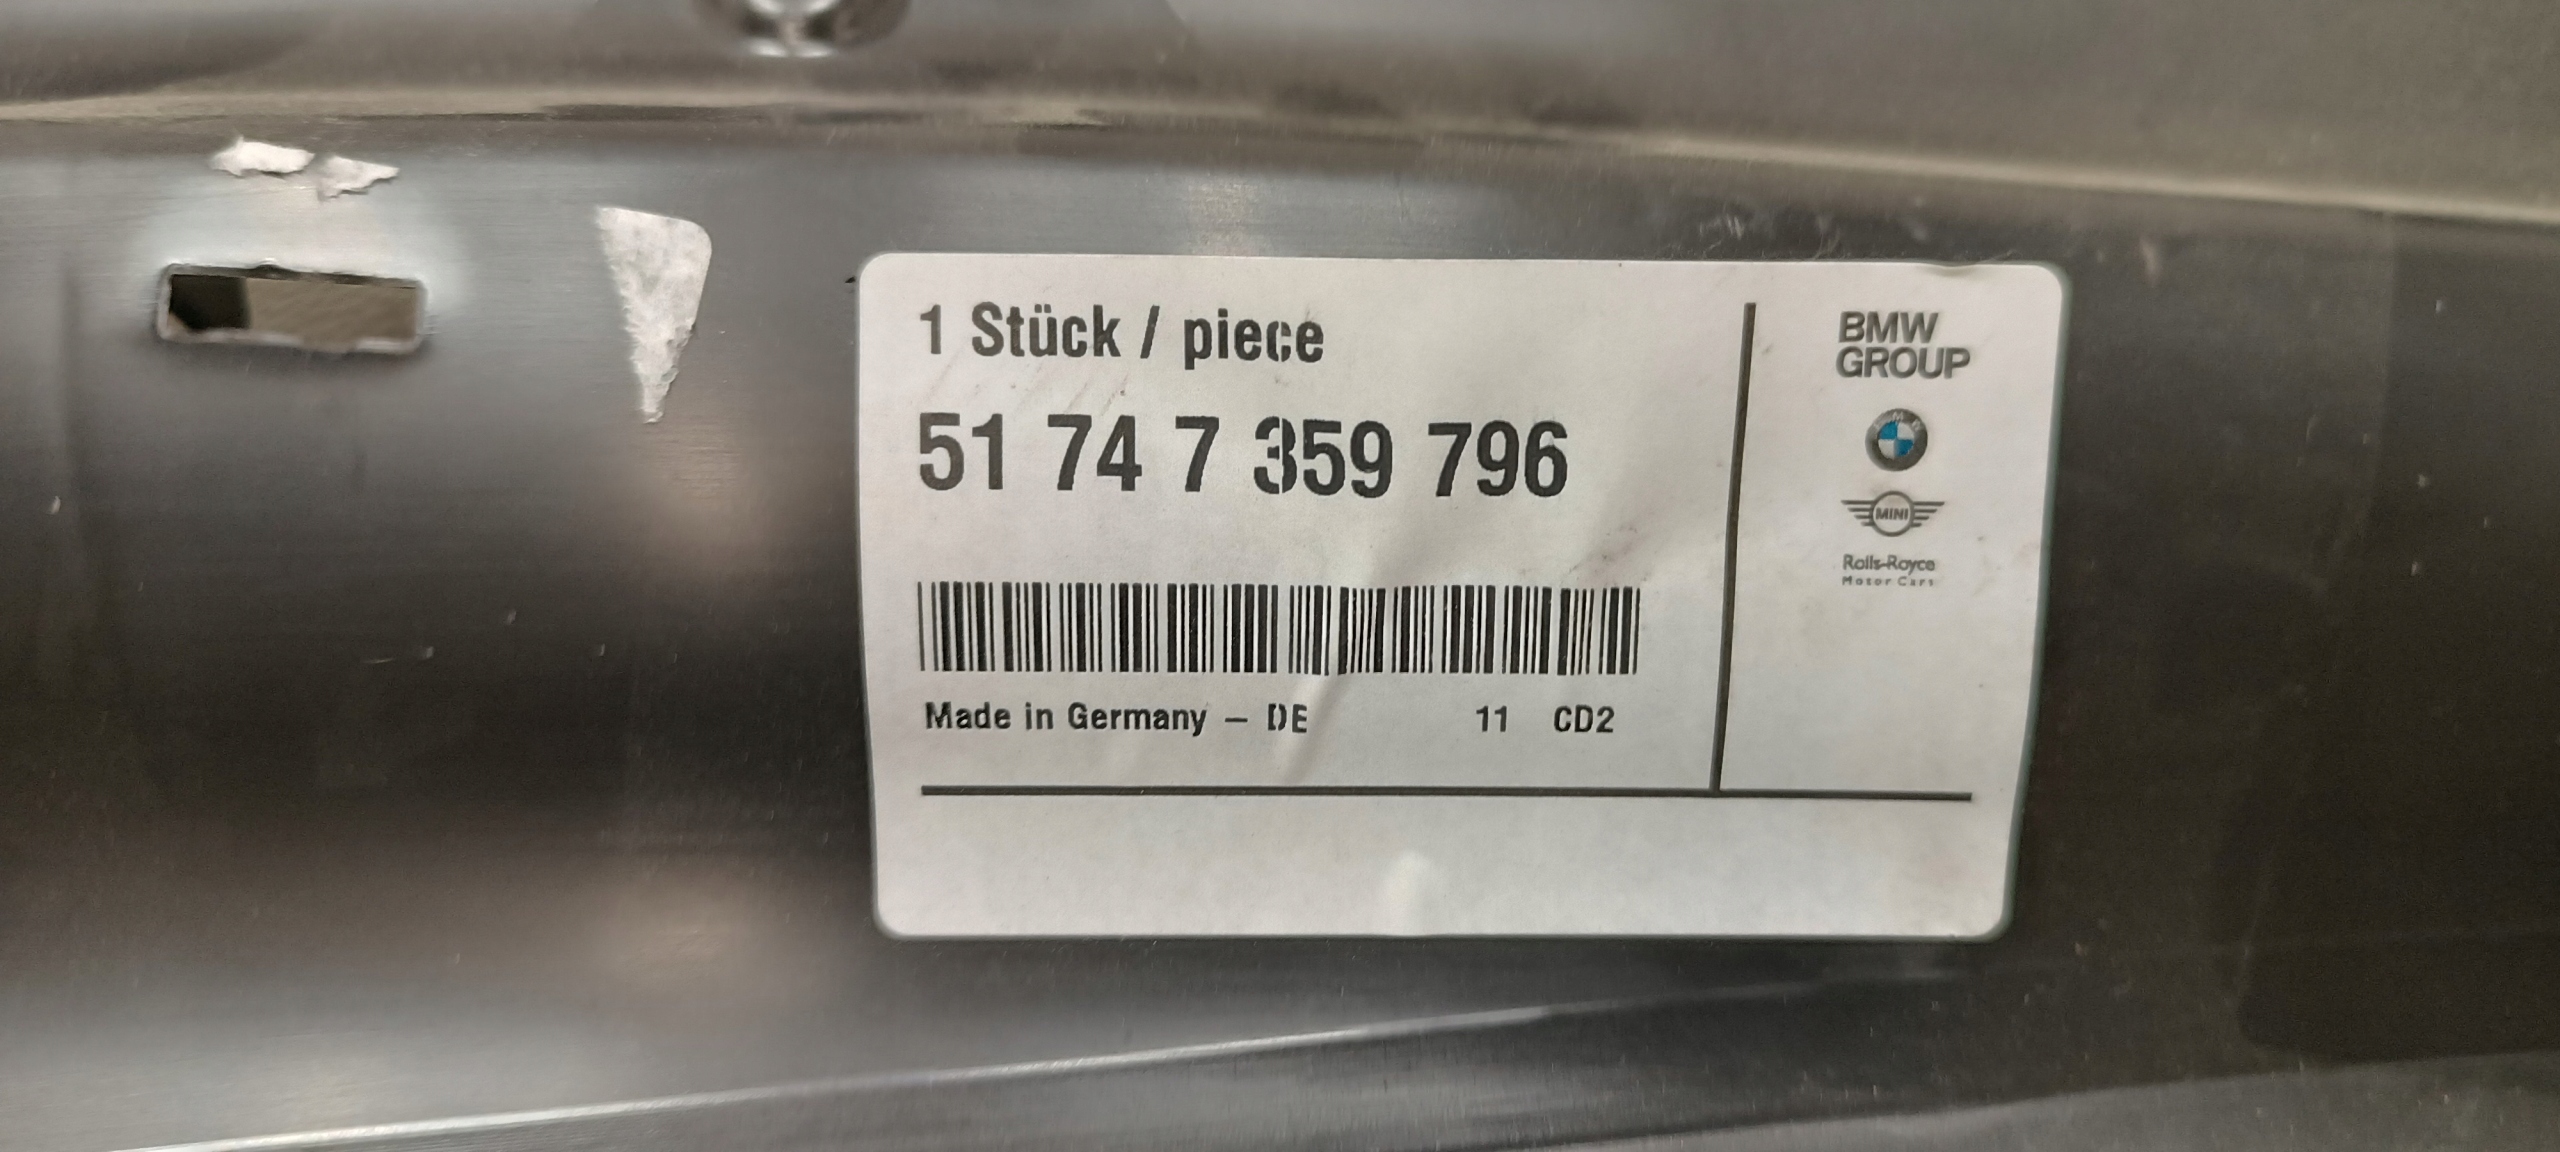 1 Stück / piece
51 74 7 359 796
Made in Germany – DE 11 CD2
BMW
GROUP
BMW
MINI
Rolls-Royce
Motor Cars